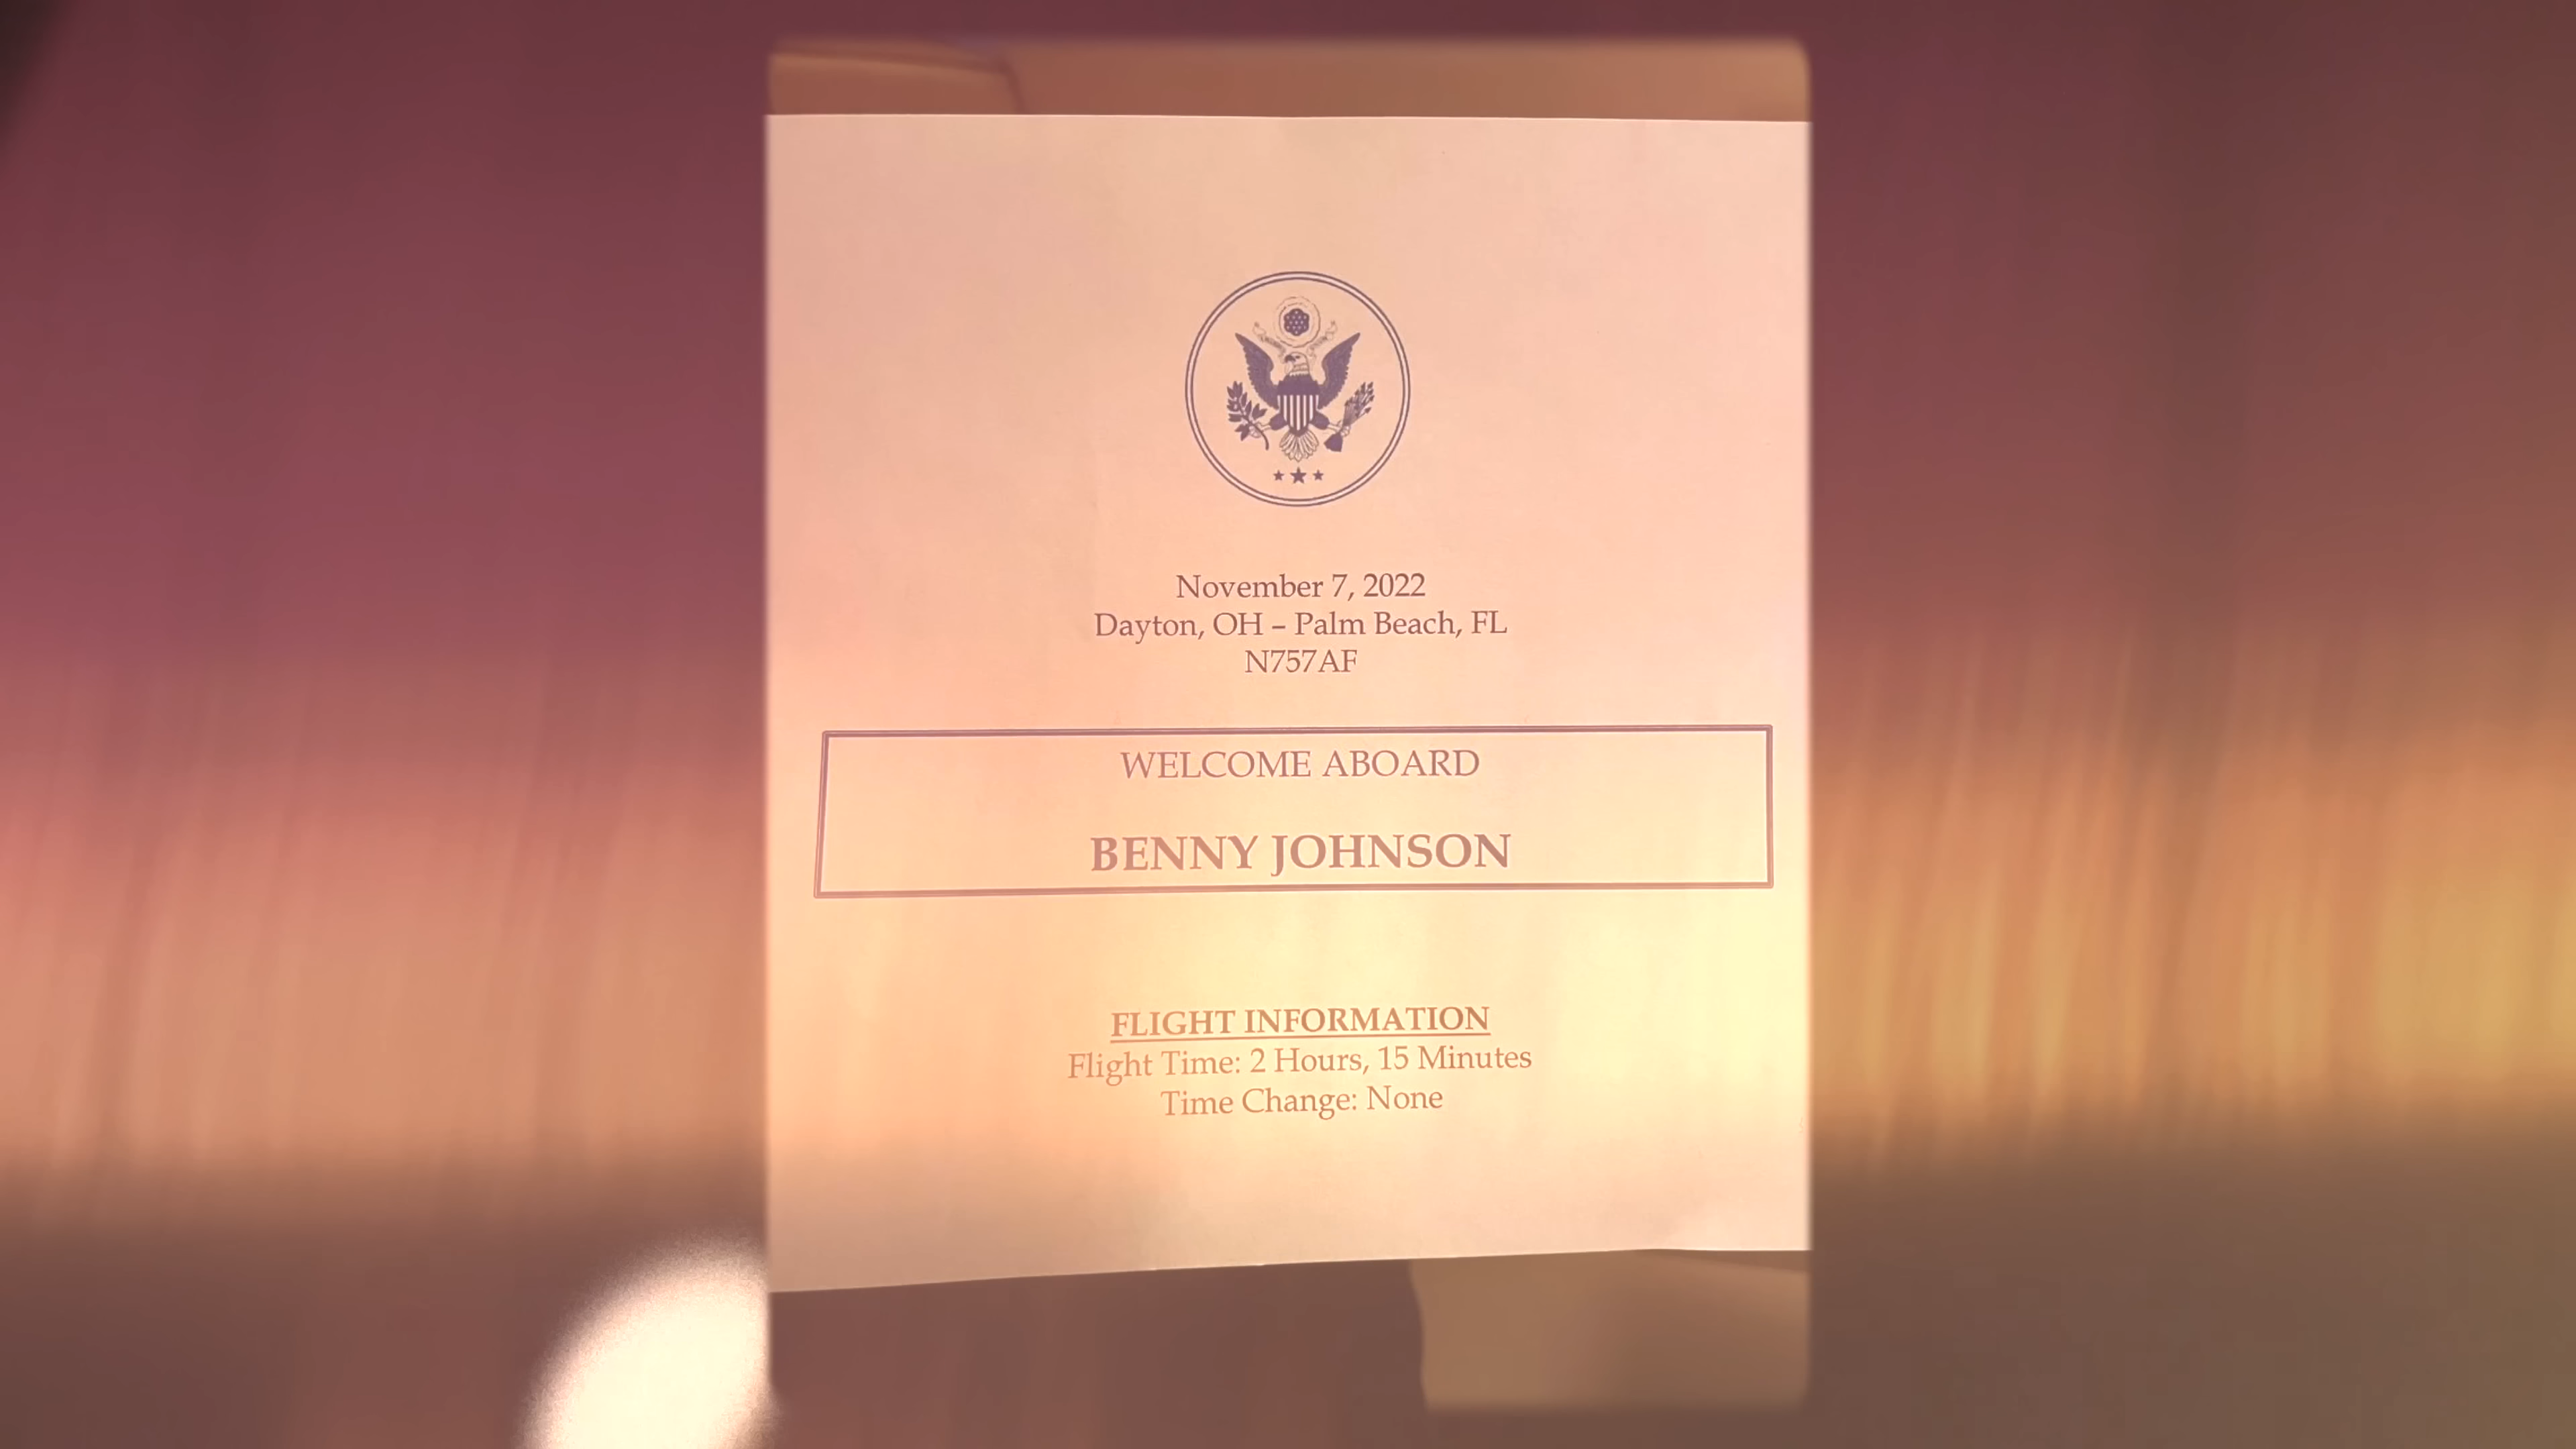 November 7, 2022
Dayton, OH – Palm Beach, FL
N757AF
WELCOME ABOARD
BENNY JOHNSON
FLIGHT INFORMATION
Flight Time: 2 Hours, 15 Minutes
Time Change: None